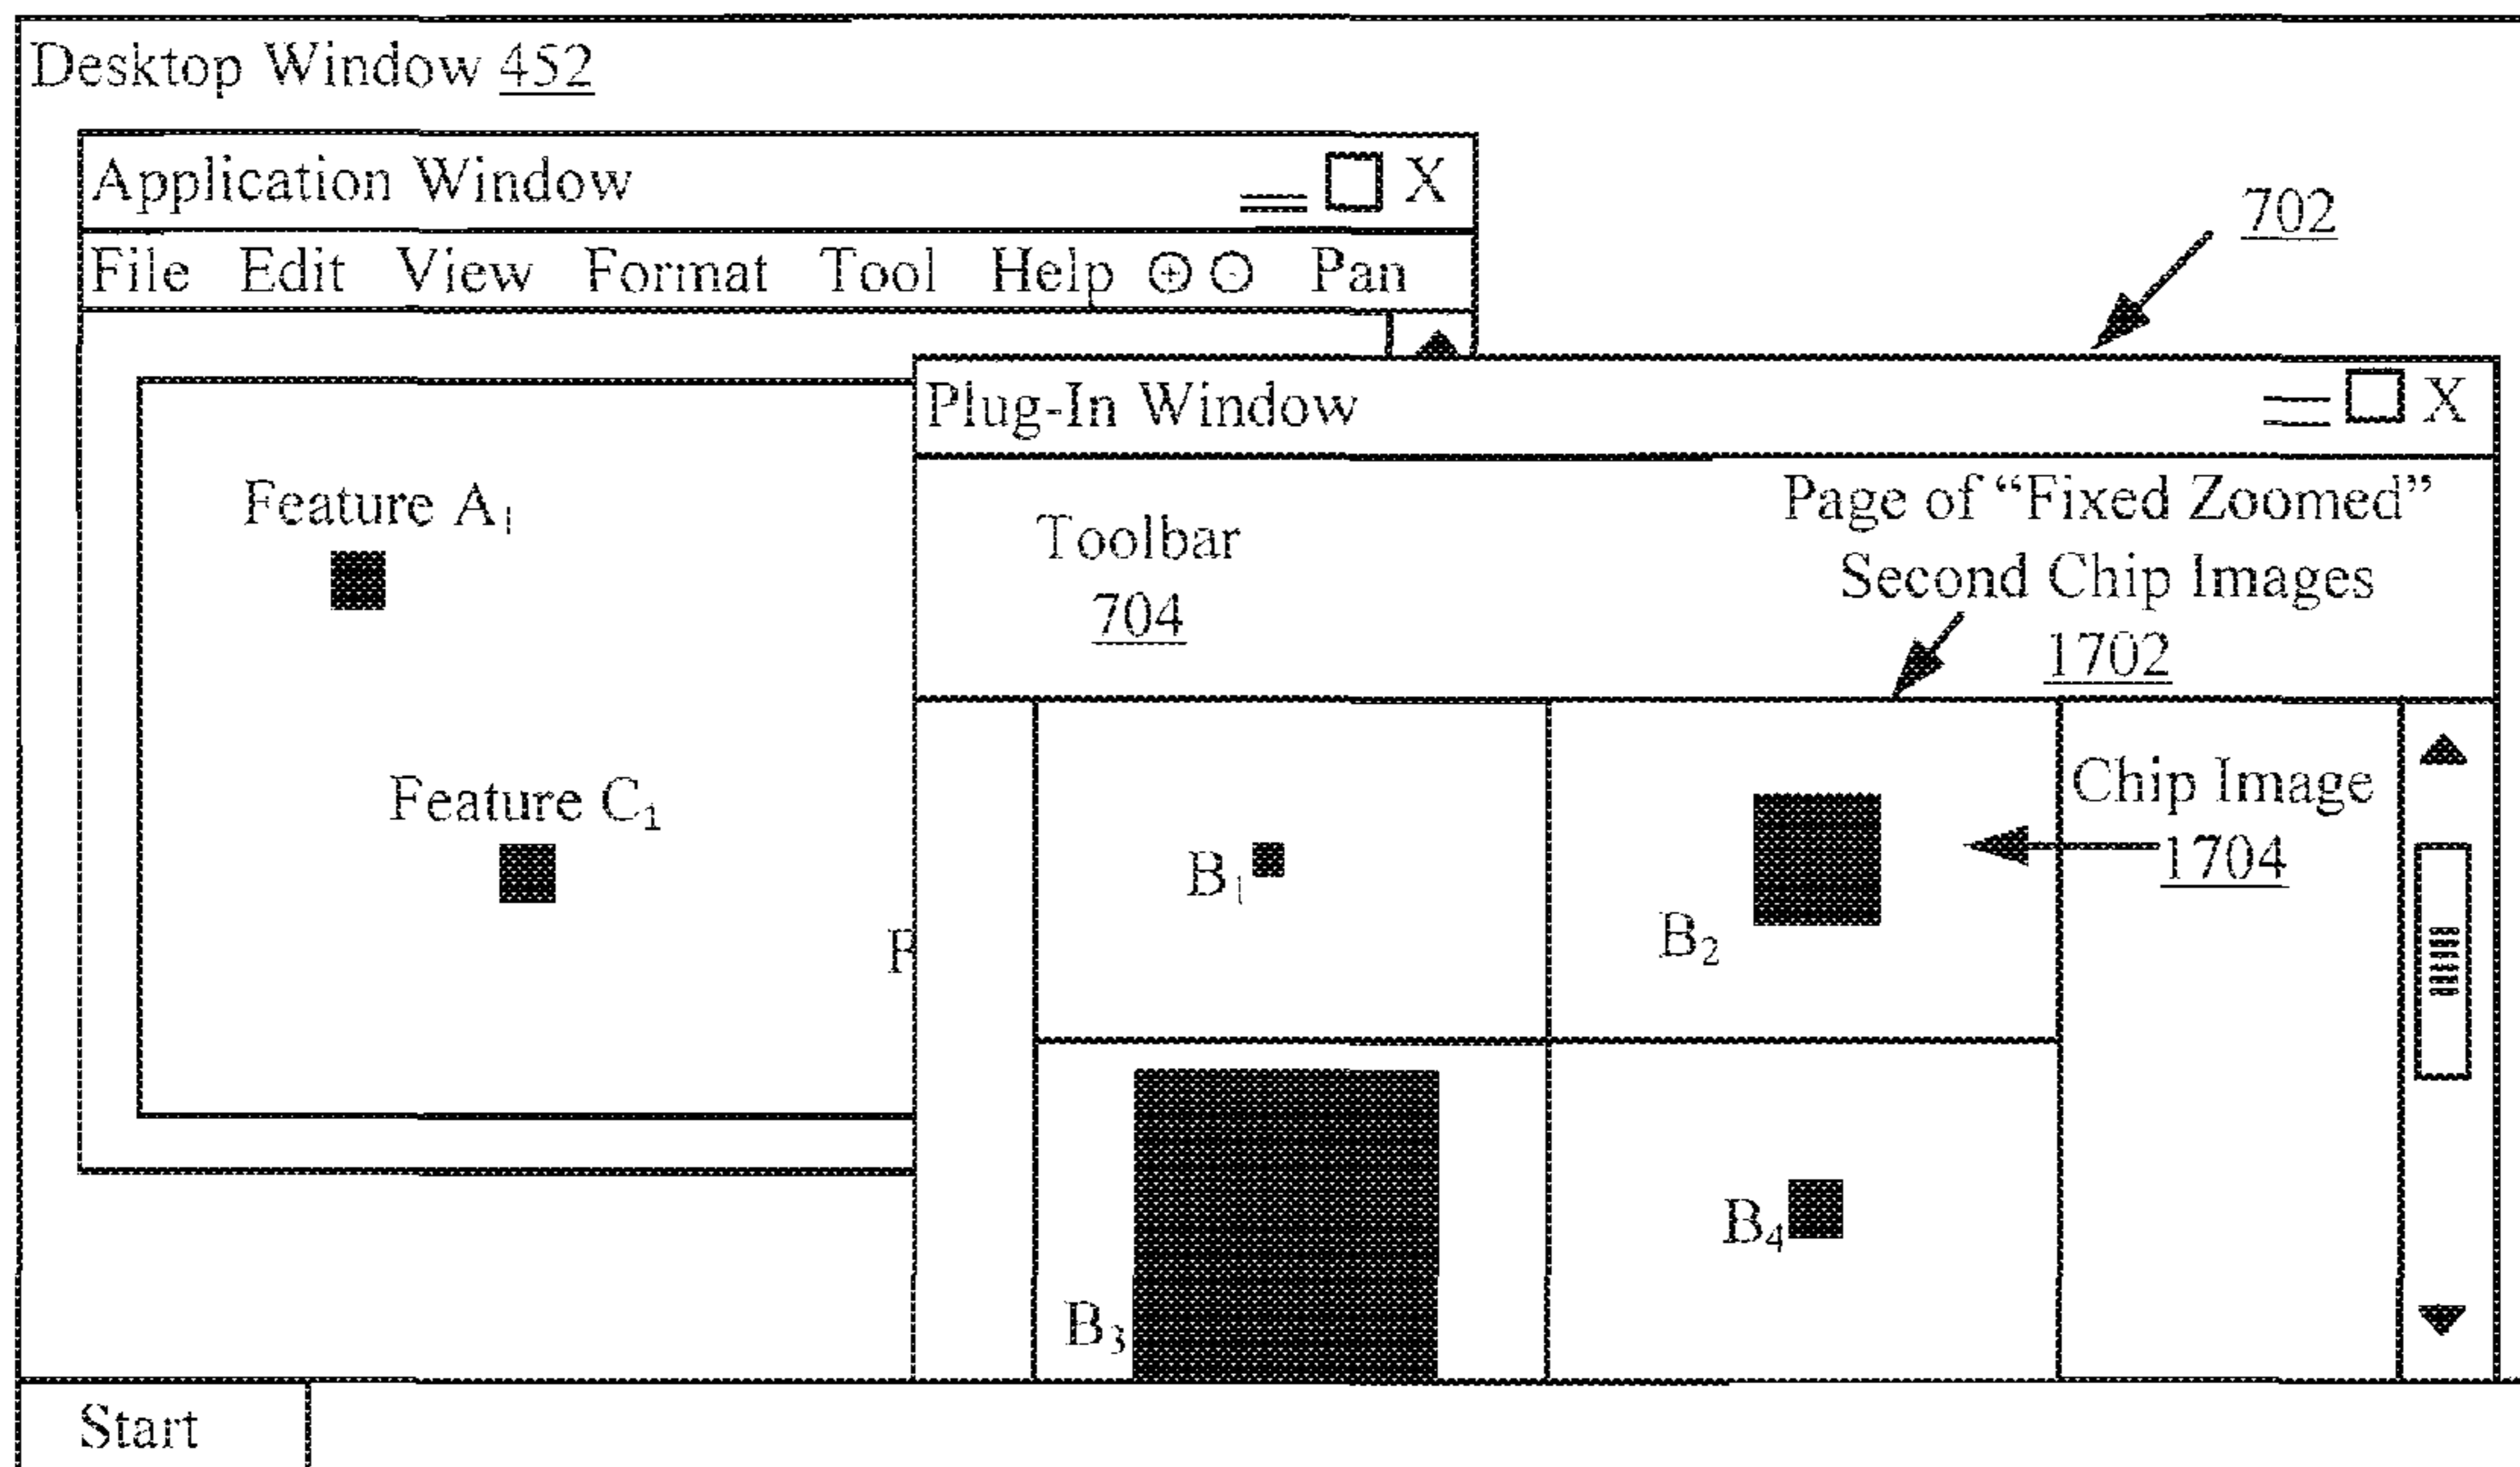 Desktop Window 452
Application Window X
File Edit View Format Tool Help + - Pan
702
Plug-In Window X
Feature A₁
Toolbar
704
Page of “Fixed Zoomed”
Second Chip Images
1702
Feature C₁
Chip Image
1704
B₁
B₂
F
B₃
B₄
Start